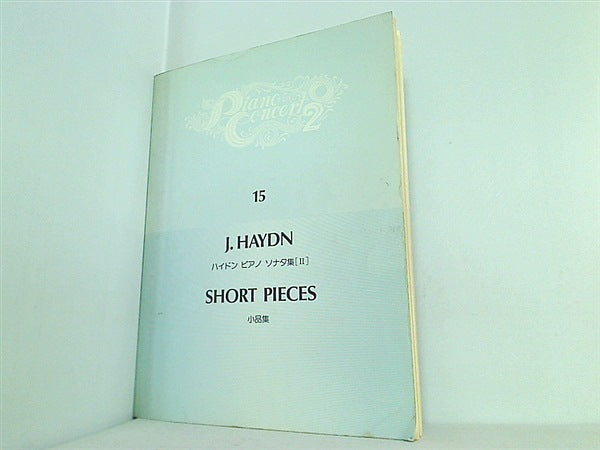 Piano
Concert
2
15
J. HAYDN
ハイドン ピアノ ソナタ集[II]
SHORT PIECES
小品集